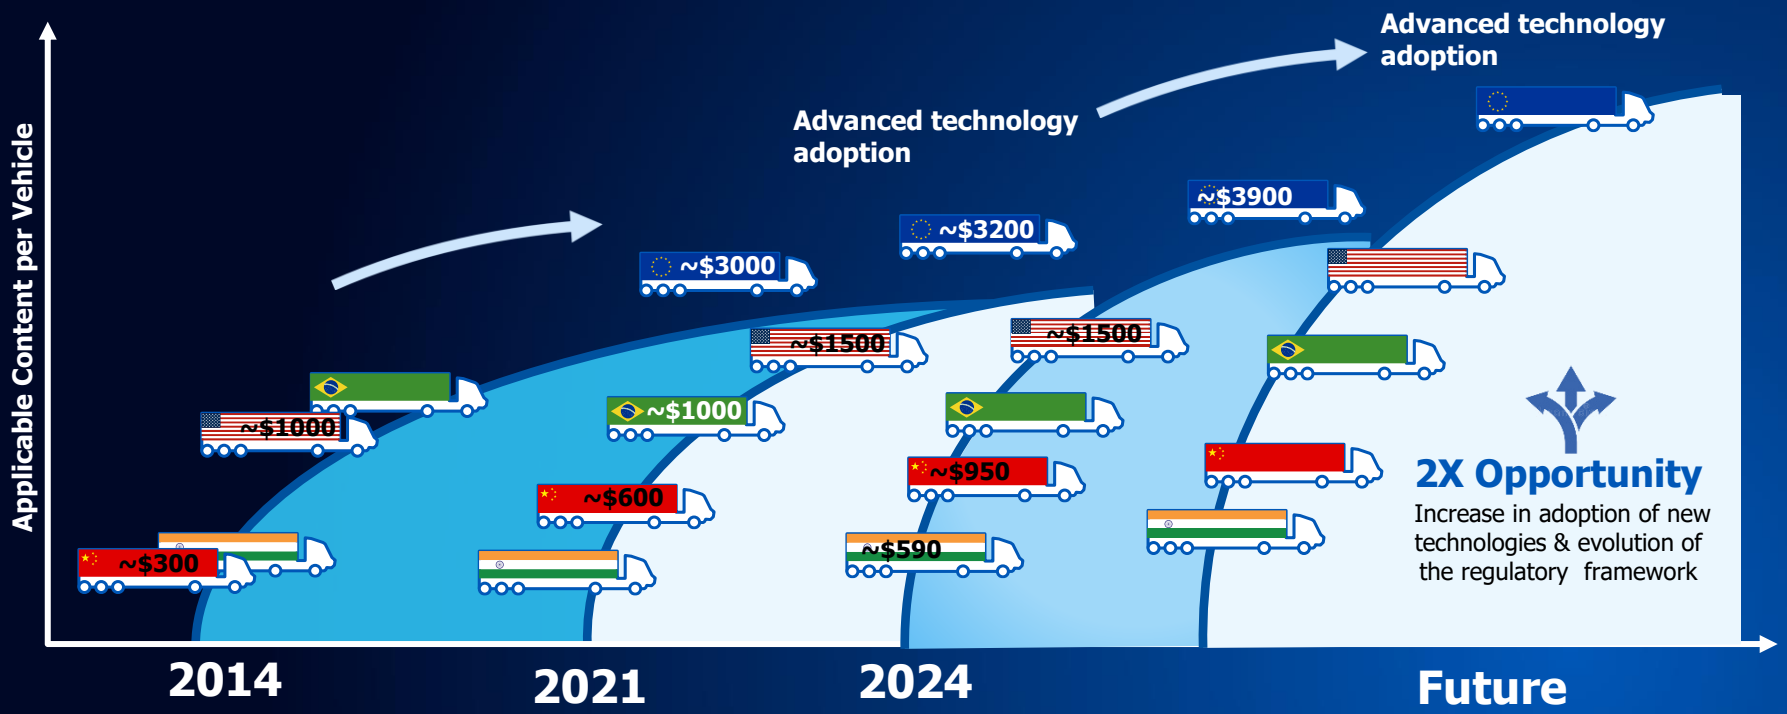 Advanced technology
adoption
Advanced technology
adoption
Applicable Content per Vehicle
~$3900
~$3200
~$3000
~$1500
~$1500
~$1000
~$1000
~$950
~$600
~$590
~$300
2X Opportunity
Increase in adoption of new
technologies & evolution of
the regulatory framework
2014
2021
2024
Future